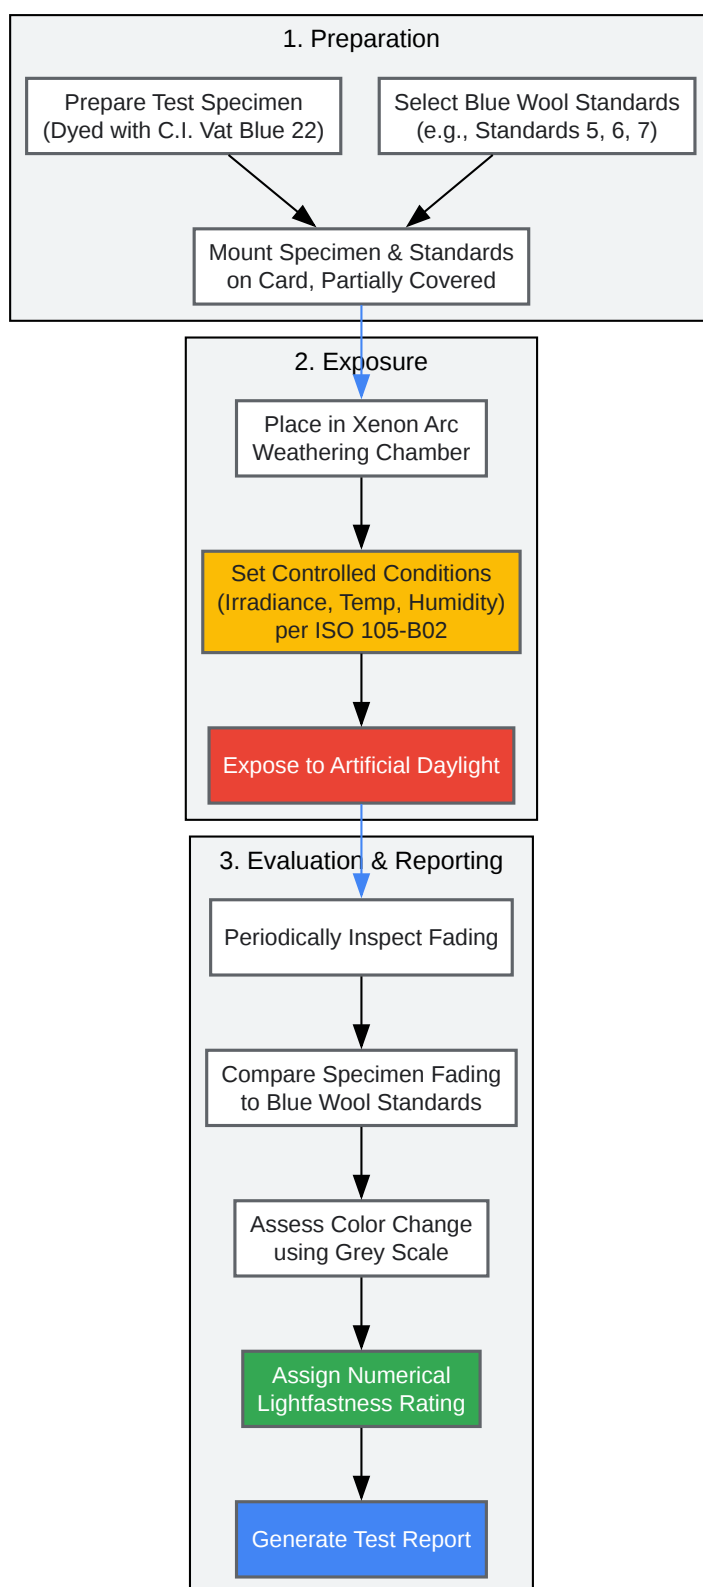 1. Preparation
Prepare Test Specimen
(Dyed with C.I. Vat Blue 22)
Select Blue Wool Standards
(e.g., Standards 5, 6, 7)
Mount Specimen & Standards
on Card, Partially Covered
2. Exposure
Place in Xenon Arc
Weathering Chamber
Set Controlled Conditions
(Irradiance, Temp, Humidity)
per ISO 105-B02
Expose to Artificial Daylight
3. Evaluation & Reporting
Periodically Inspect Fading
Compare Specimen Fading
to Blue Wool Standards
Assess Color Change
using Grey Scale
Assign Numerical
Lightfastness Rating
Generate Test Report